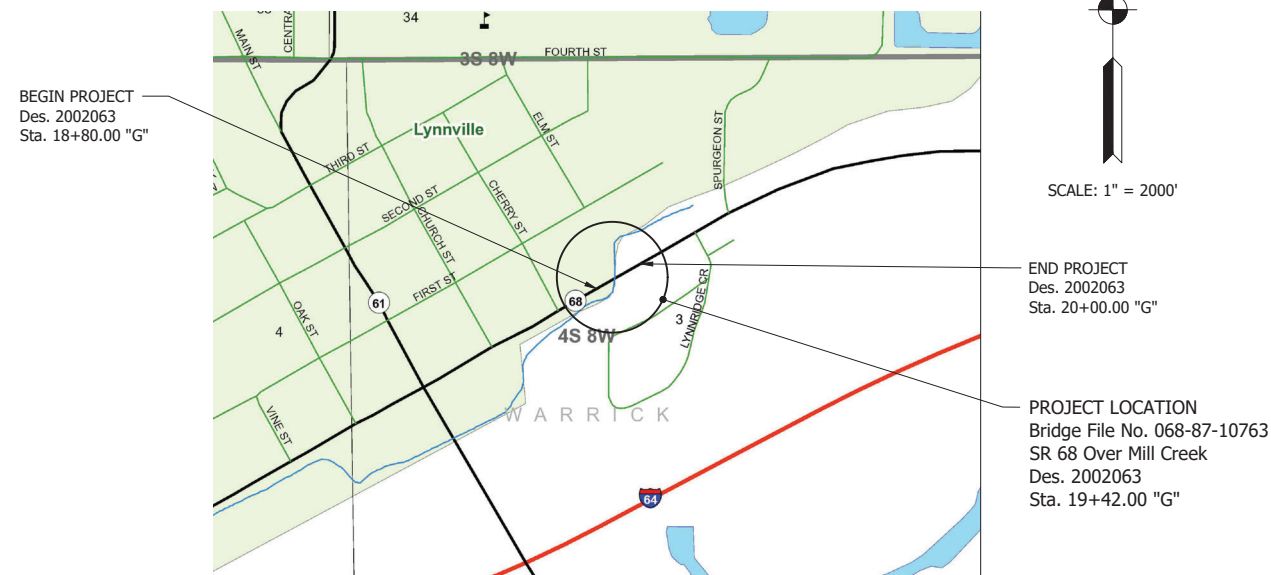 34
CENTRA
MAIN ST
3S 8W
FOURTH ST
BEGIN PROJECT
Des. 2002063
Sta. 18+80.00 "G"
Lynnville
ELM ST
THIRD ST
SPURGEON ST
SCALE: 1" = 2000'
CHERRY ST
SECOND ST
CHURCH ST
FIRST ST
61
68
OAK ST
4
3
LYNNRIDGE CR
4S 8W
END PROJECT
Des. 2002063
Sta. 20+00.00 "G"
VINE ST
WARRICK
PROJECT LOCATION
Bridge File No. 068-87-10763
SR 68 Over Mill Creek
Des. 2002063
Sta. 19+42.00 "G"
64